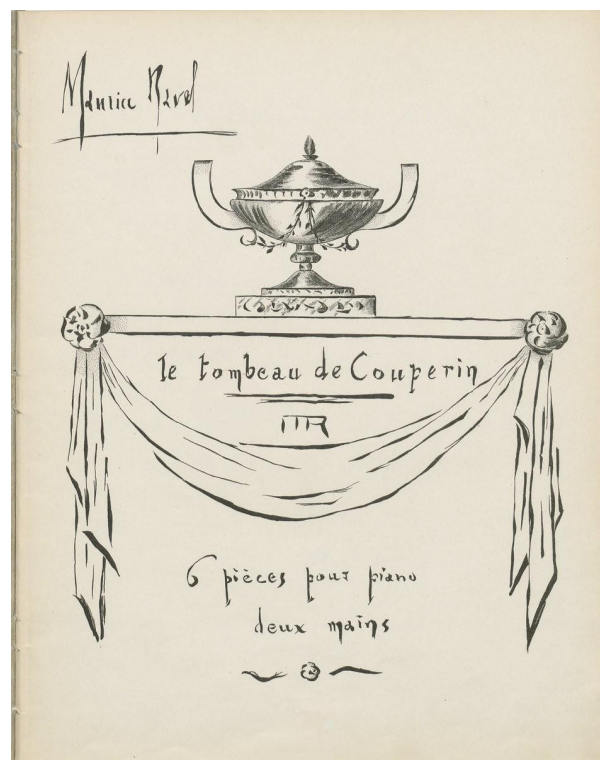 Maurice Ravel
le tombeau de Couperin
MR
6 pièces pour piano
deux mains